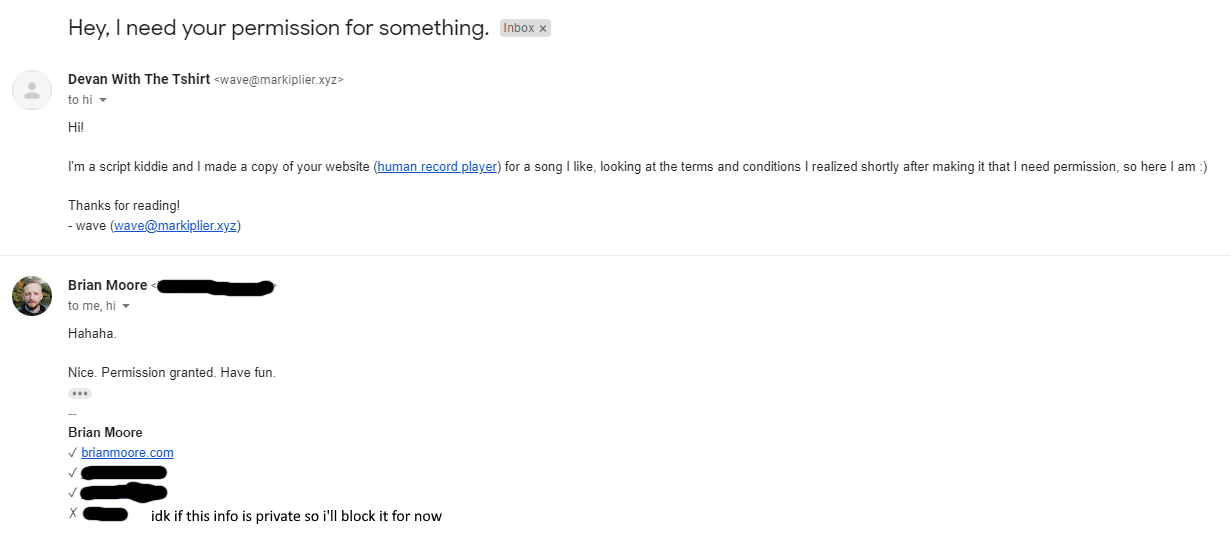 Hey, I need your permission for something. Inbox ×
Devan With The Tshirt <wave@markiplier.xyz>
to hi
Hi!
I'm a script kiddie and I made a copy of your website (human record player) for a song I like, looking at the terms and conditions I realized shortly after making it that I need permission, so here I am :)
Thanks for reading!
- wave (wave@markiplier.xyz)
Brian Moore <
to me, hi
Hahaha.
Nice. Permission granted. Have fun.
•••
--
Brian Moore
✓ brianmoore.com
✓
✓
X idk if this info is private so i'll block it for now